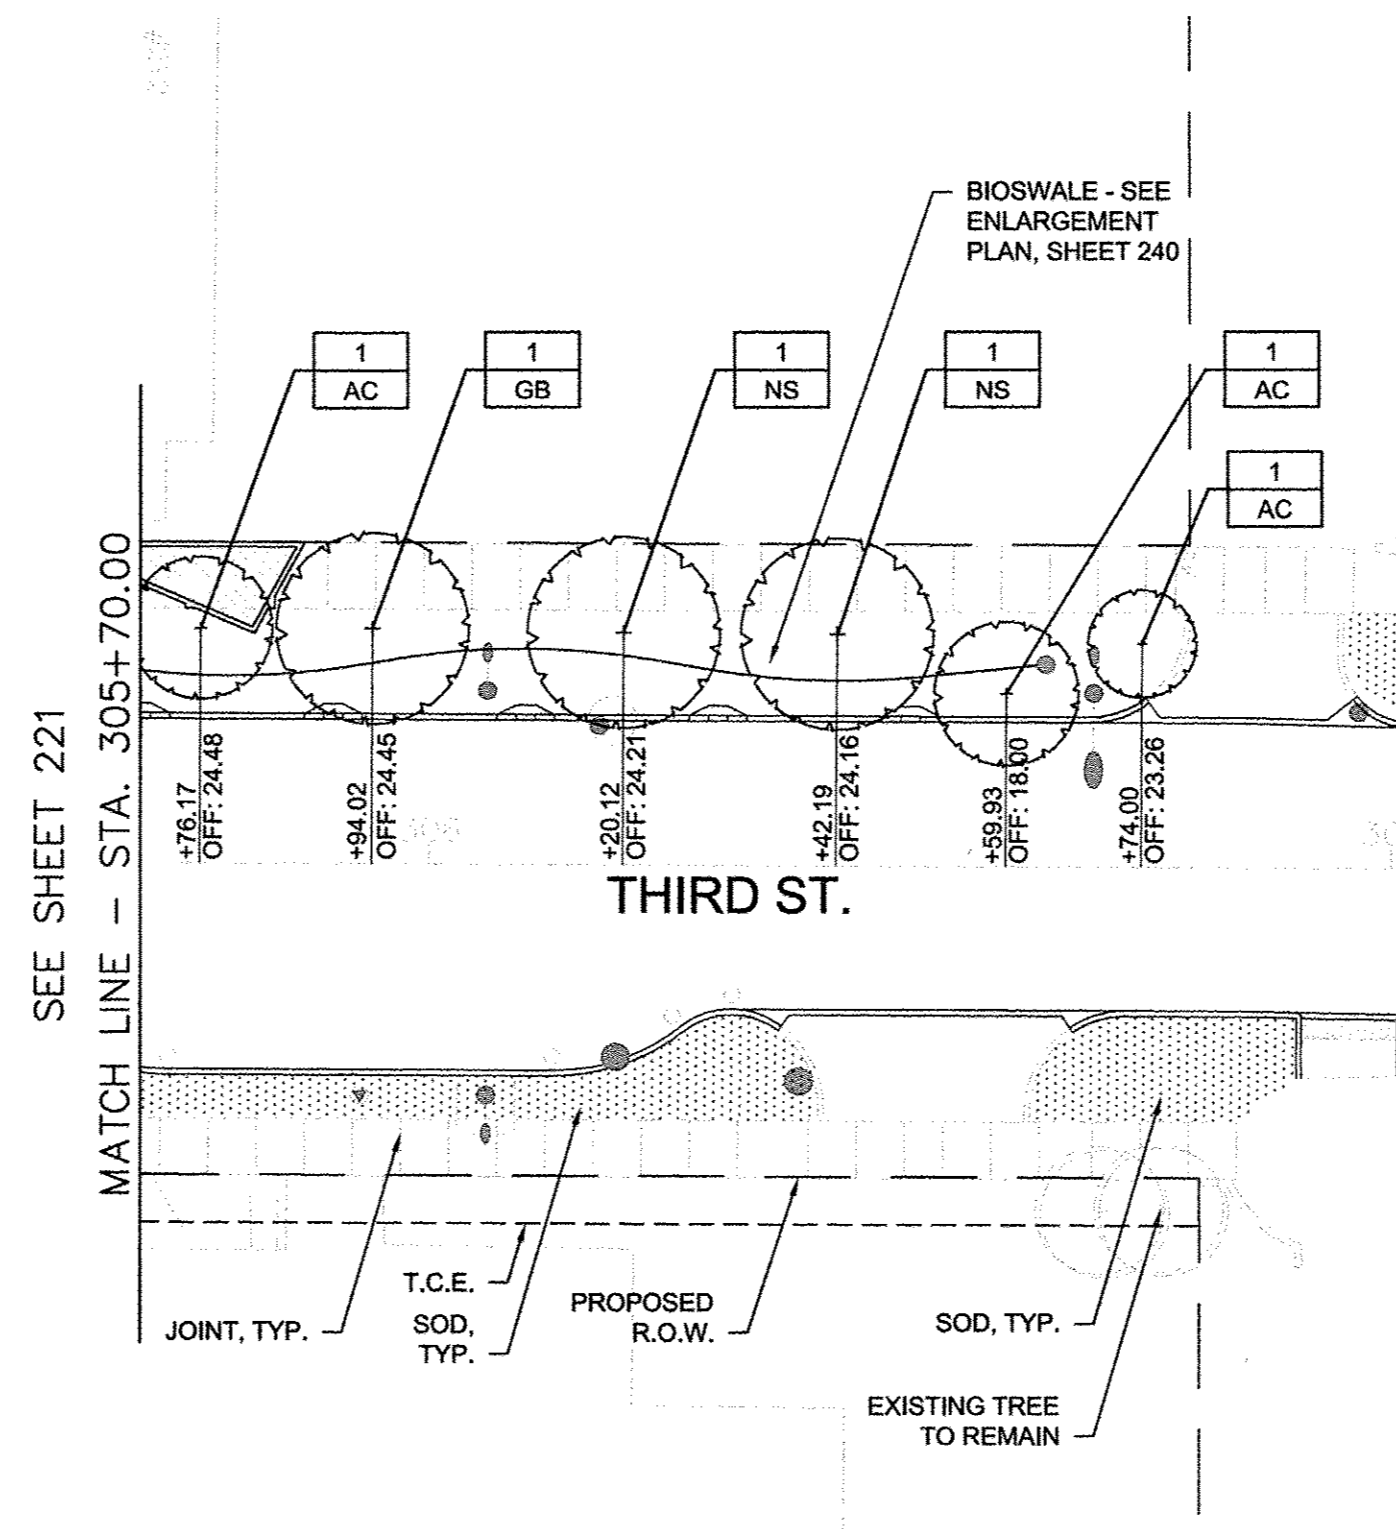 BIOSWALE - SEE
ENLARGEMENT
PLAN, SHEET 240
1
AC
1
GB
1
NS
1
NS
1
AC
1
AC
SEE SHEET 221
MATCH LINE – STA. 305+70.00
+76.17
OFF: 24.48
+94.02
OFF: 24.45
+20.12
OFF: 24.21
+42.19
OFF: 24.16
+59.93
OFF: 18.00
+74.00
OFF: 23.26
THIRD ST.
T.C.E.
JOINT, TYP.
SOD,
TYP.
PROPOSED
R.O.W.
SOD, TYP.
EXISTING TREE
TO REMAIN